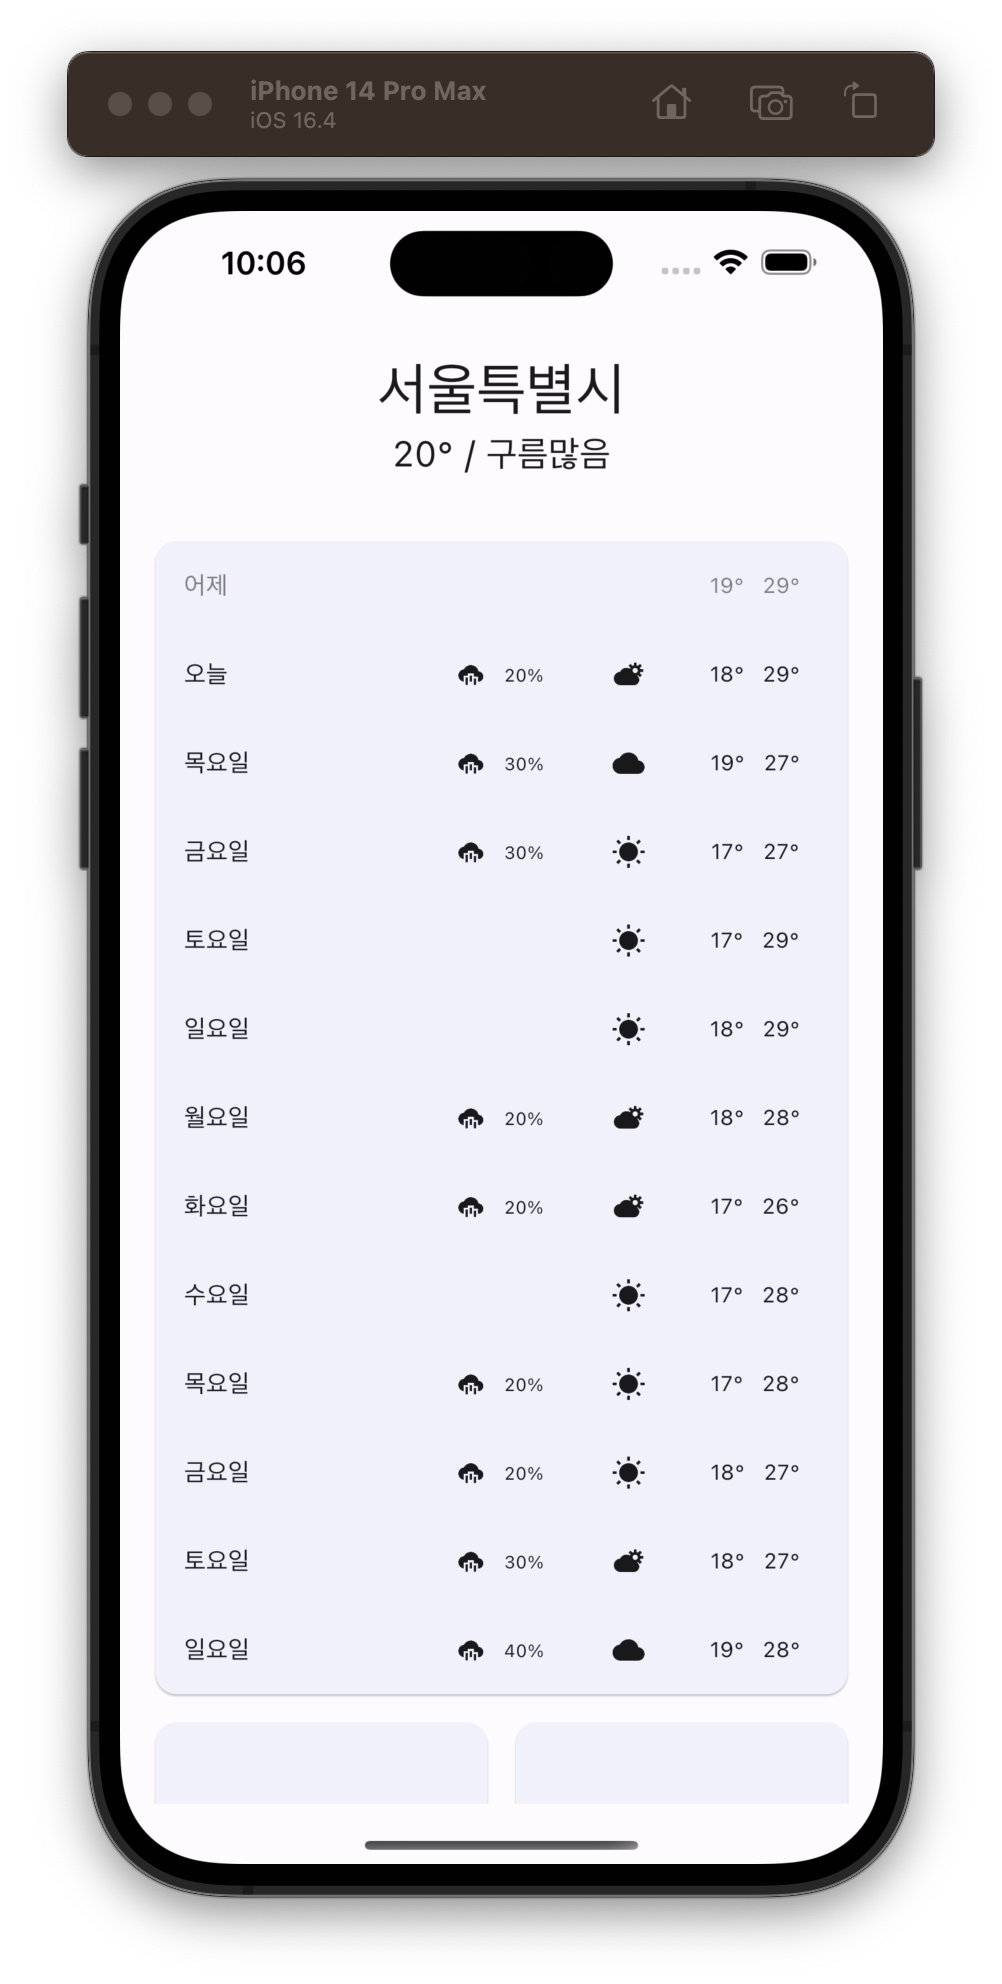 iPhone 14 Pro Max
iOS 16.4
10:06
서울특별시
20° / 구름많음
어제 19° 29°
오늘 20% 18° 29°
목요일 30% 19° 27°
금요일 30% 17° 27°
토요일 17° 29°
일요일 18° 29°
월요일 20% 18° 28°
화요일 20% 17° 26°
수요일 17° 28°
목요일 20% 17° 28°
금요일 20% 18° 27°
토요일 30% 18° 27°
일요일 40% 19° 28°